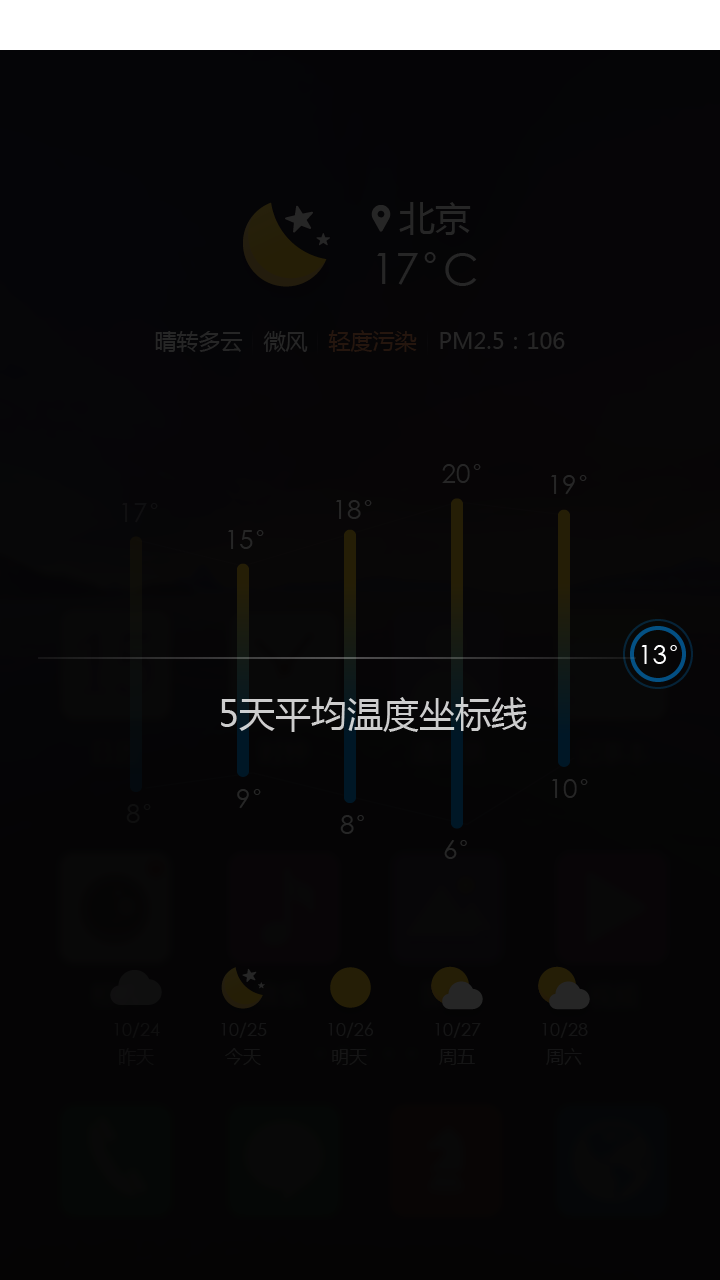 北京
17°C
晴转多云 微风 轻度污染 PM2.5：106
17° 15° 18° 20° 19°
13°
5天平均温度坐标线
8° 9° 8° 6° 10°
10/24 10/25 10/26 10/27 10/28
昨天 今天 明天 周五 周六